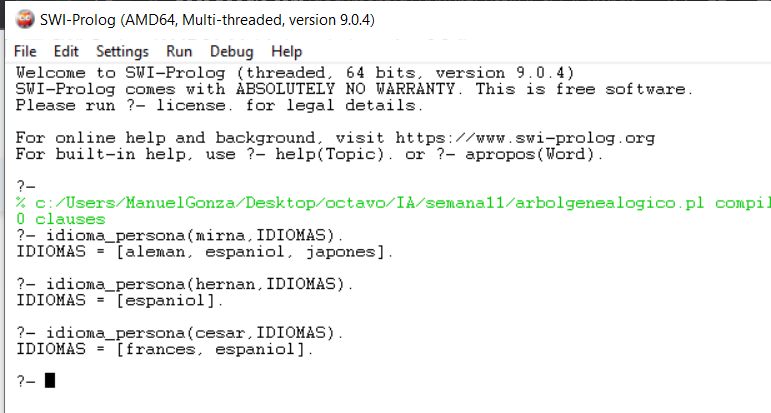 SWI-Prolog (AMD64, Multi-threaded, version 9.0.4)
File Edit Settings Run Debug Help
Welcome to SWI-Prolog (threaded, 64 bits, version 9.0.4)
SWI-Prolog comes with ABSOLUTELY NO WARRANTY. This is free software.
Please run ?- license. for legal details.
For online help and background, visit https://www.swi-prolog.org
For built-in help, use ?- help(Topic). or ?- apropos(Word).
?-
% c:/Users/ManuelGonza/Desktop/octavo/IA/semana11/arbolgenealogico.pl compil
0 clauses
?- idioma_persona(mirna,IDIOMAS).
IDIOMAS = [aleman, espaniol, japones].
?- idioma_persona(hernan,IDIOMAS).
IDIOMAS = [espaniol].
?- idioma_persona(cesar,IDIOMAS).
IDIOMAS = [frances, espaniol].
?-